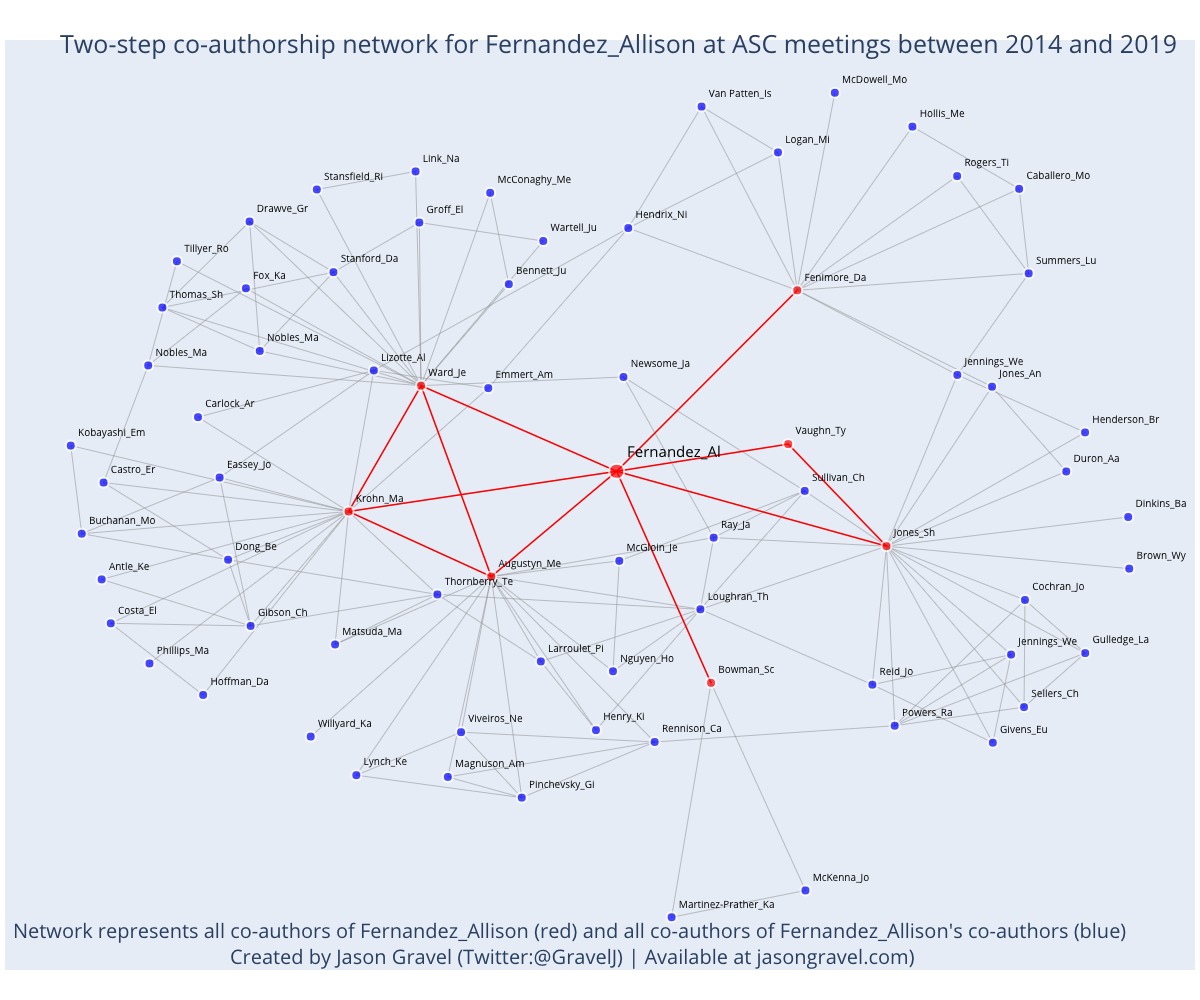 Two-step co-authorship network for Fernandez_Allison at ASC meetings between 2014 and 2019
McDowell_Mo
Van Patten_Is
Hollis_Me
Logan_Mi
Link_Na
Rogers_Ti
Stansfield_Ri
McConaghy_Me
Caballero_Mo
Drawve_Gr
Groff_El
Hendrix_Ni
Wartell_Ju
Tillyer_Ro
Stanford_Da
Summers_Lu
Fox_Ka
Bennett_Ju
Fenimore_Da
Thomas_Sh
Nobles_Ma
Nobles_Ma
Lizotte_Al
Jennings_We
Newsome_Ja
Ward_Je
Emmert_Am
Jones_An
Carlock_Ar
Henderson_Br
Kobayashi_Em
Vaughn_Ty
Fernandez_Al
Duron_Aa
Castro_Er
Eassey_Jo
Sullivan_Ch
Krohn_Ma
Dinkins_Ba
Buchanan_Mo
Ray_Ja
Jones_Sh
Dong_Be
McGloin_Je
Brown_Wy
Antle_Ke
Augustyn_Me
Thornberry_Te
Cochran_Jo
Loughran_Th
Costa_El
Gibson_Ch
Matsuda_Ma
Phillips_Ma
Larroulet_Pi
Jennings_We
Gulledge_La
Nguyen_Ho
Bowman_Sc
Reid_Jo
Hoffman_Da
Sellers_Ch
Powers_Ra
Willyard_Ka
Viveiros_Ne
Henry_Ki
Rennison_Ca
Givens_Eu
Lynch_Ke
Magnuson_Am
Pinchevsky_Gi
McKenna_Jo
Martinez-Prather_Ka
Network represents all co-authors of Fernandez_Allison (red) and all co-authors of Fernandez_Allison's co-authors (blue)
Created by Jason Gravel (Twitter:@GravelJ) | Available at jasongravel.com)